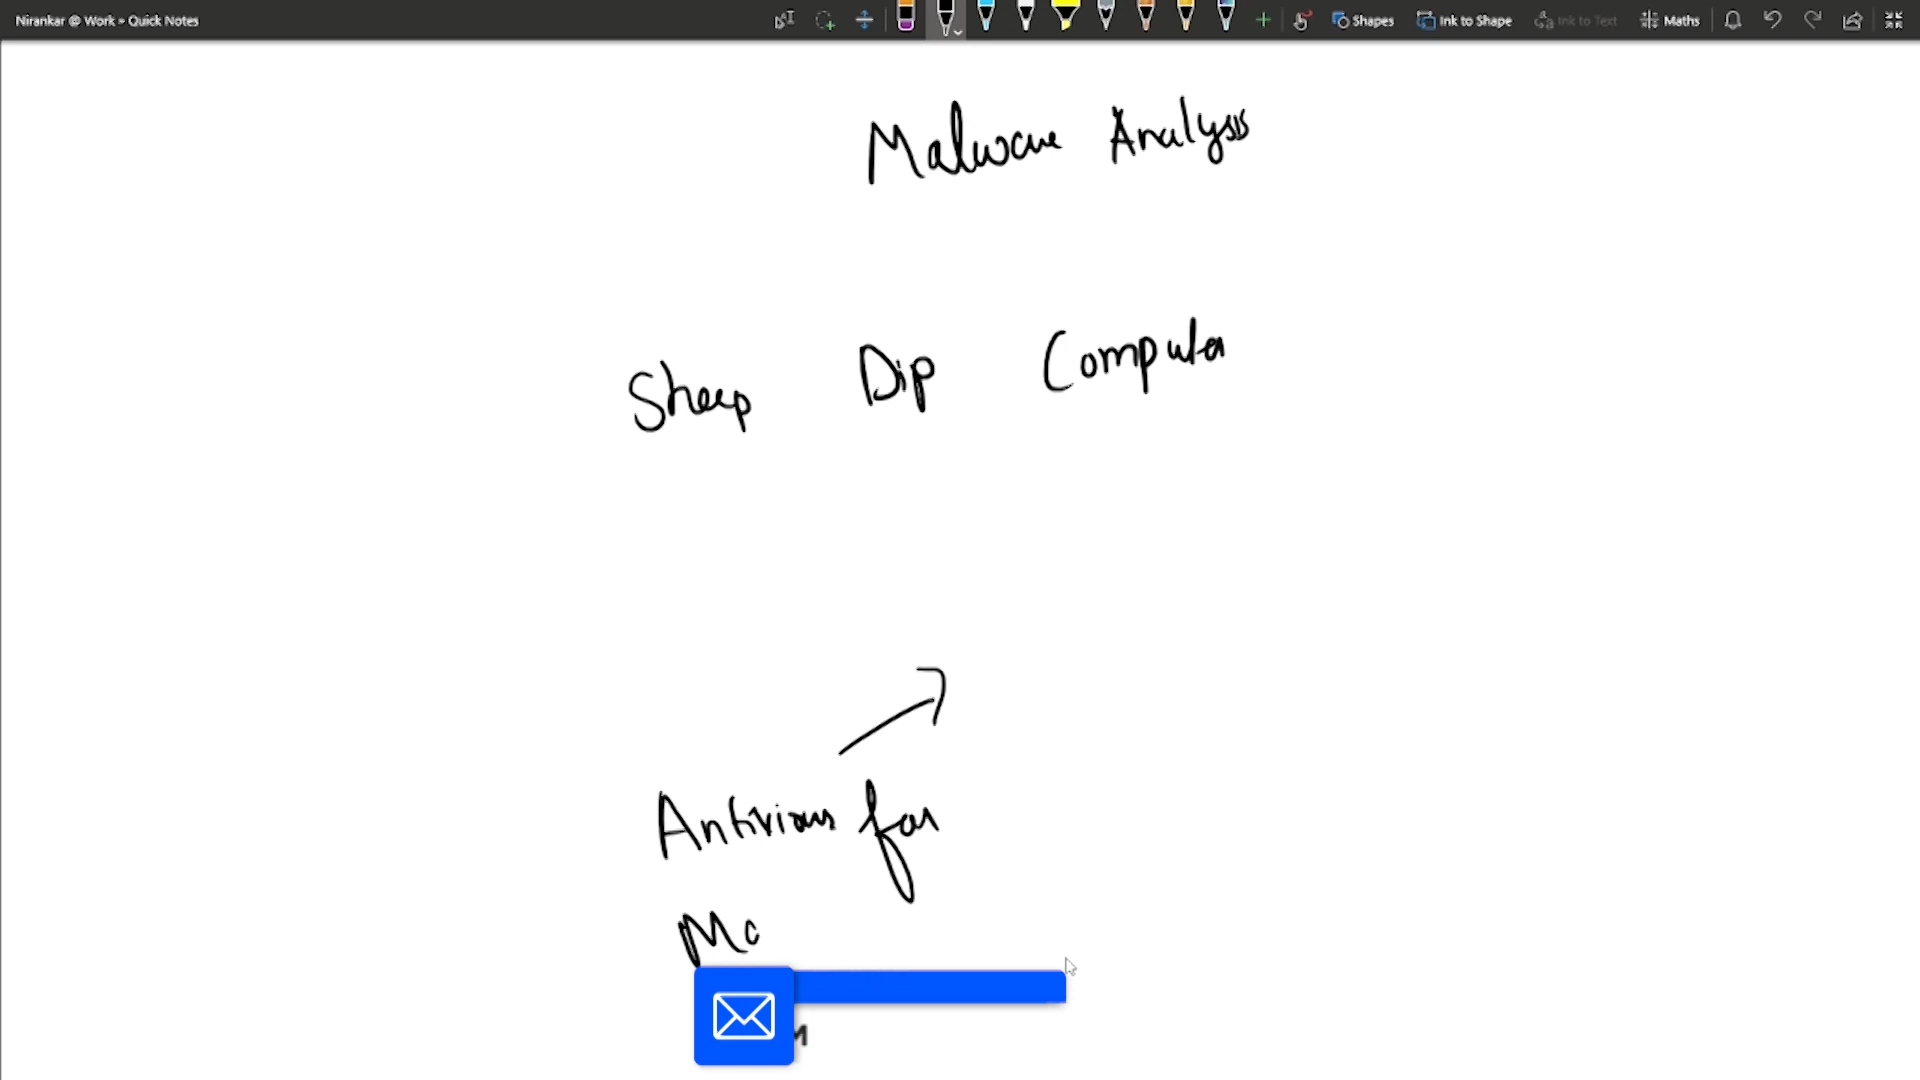 Nirankar @ Work » Quick Notes
Shapes Ink to Shape Ink to Text Maths
Malware Analysis
Sheep Dip Computer
Antivirus for
Ma
M